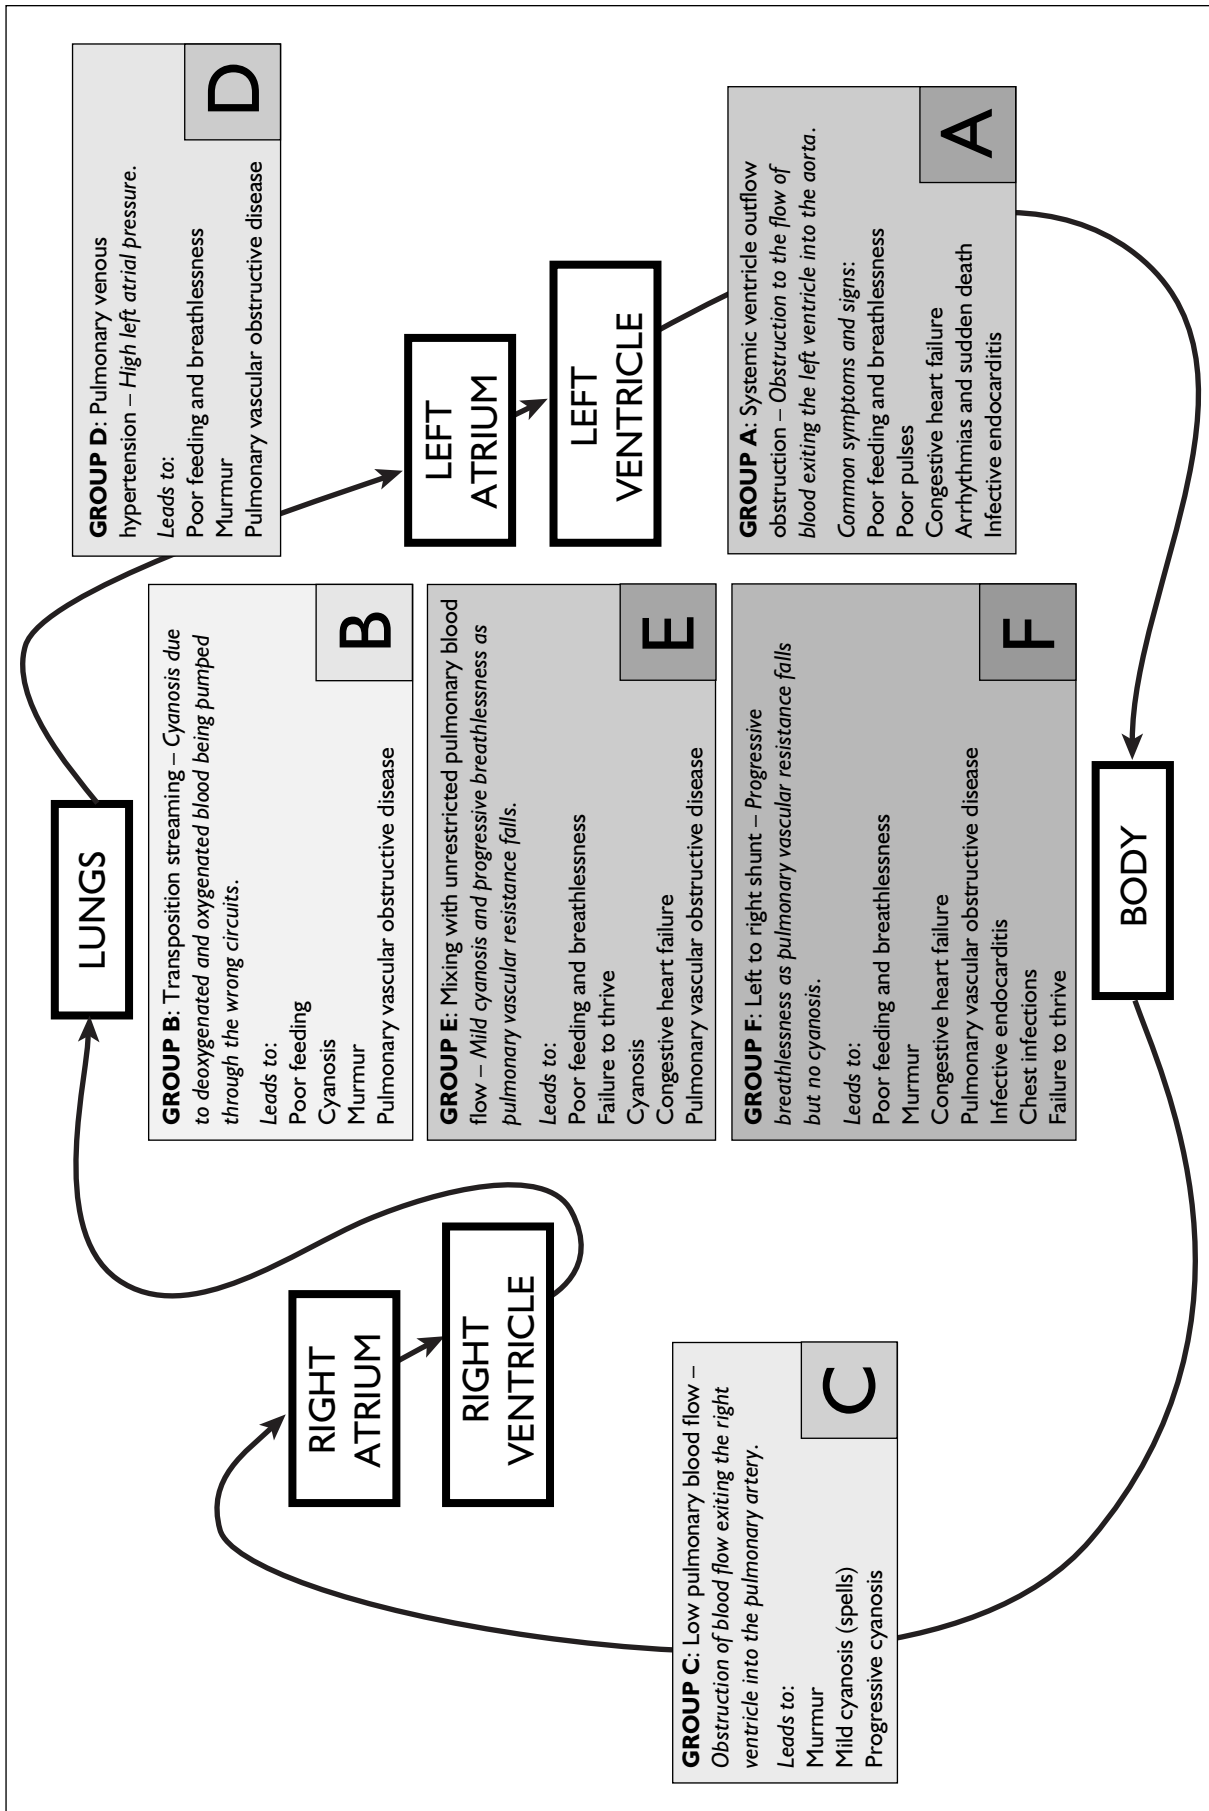 LUNGS
GROUP D: Pulmonary venous
hypertension – High left atrial pressure.
Leads to:
Poor feeding and breathlessness
Murmur
Pulmonary vascular obstructive disease
D
RIGHT
ATRIUM
RIGHT
VENTRICLE
GROUP B: Transposition streaming – Cyanosis due
to deoxygenated and oxygenated blood being pumped
through the wrong circuits.
Leads to:
Poor feeding
Cyanosis
Murmur
Pulmonary vascular obstructive disease
B
GROUP E: Mixing with unrestricted pulmonary blood
flow – Mild cyanosis and progressive breathlessness as
pulmonary vascular resistance falls.
Leads to:
Poor feeding and breathlessness
Failure to thrive
Cyanosis
Congestive heart failure
Pulmonary vascular obstructive disease
E
LEFT
ATRIUM
LEFT
VENTRICLE
GROUP C: Low pulmonary blood flow –
Obstruction of blood flow exiting the right
ventricle into the pulmonary artery.
Leads to:
Murmur
Mild cyanosis (spells)
Progressive cyanosis
C
GROUP F: Left to right shunt – Progressive
breathlessness as pulmonary vascular resistance falls
but no cyanosis.
Leads to:
Poor feeding and breathlessness
Murmur
Congestive heart failure
Pulmonary vascular obstructive disease
Infective endocarditis
Chest infections
Failure to thrive
F
GROUP A: Systemic ventricle outflow
obstruction – Obstruction to the flow of
blood exiting the left ventricle into the aorta.
Common symptoms and signs:
Poor feeding and breathlessness
Poor pulses
Congestive heart failure
Arrhythmias and sudden death
Infective endocarditis
A
BODY